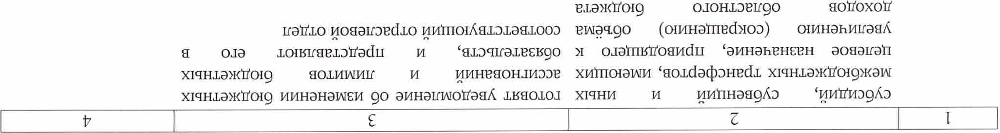 1 2 3 4
субсидий, субвенций и иных
межбюджетных трансфертов, имеющих
целевое назначение, приводящего к
увеличению (сокращению) объёма
доходов областного бюджета
готовят уведомление об изменении бюджетных
ассигнований и лимитов бюджетных
обязательств, и представляют его в
соответствующий отраслевой отдел